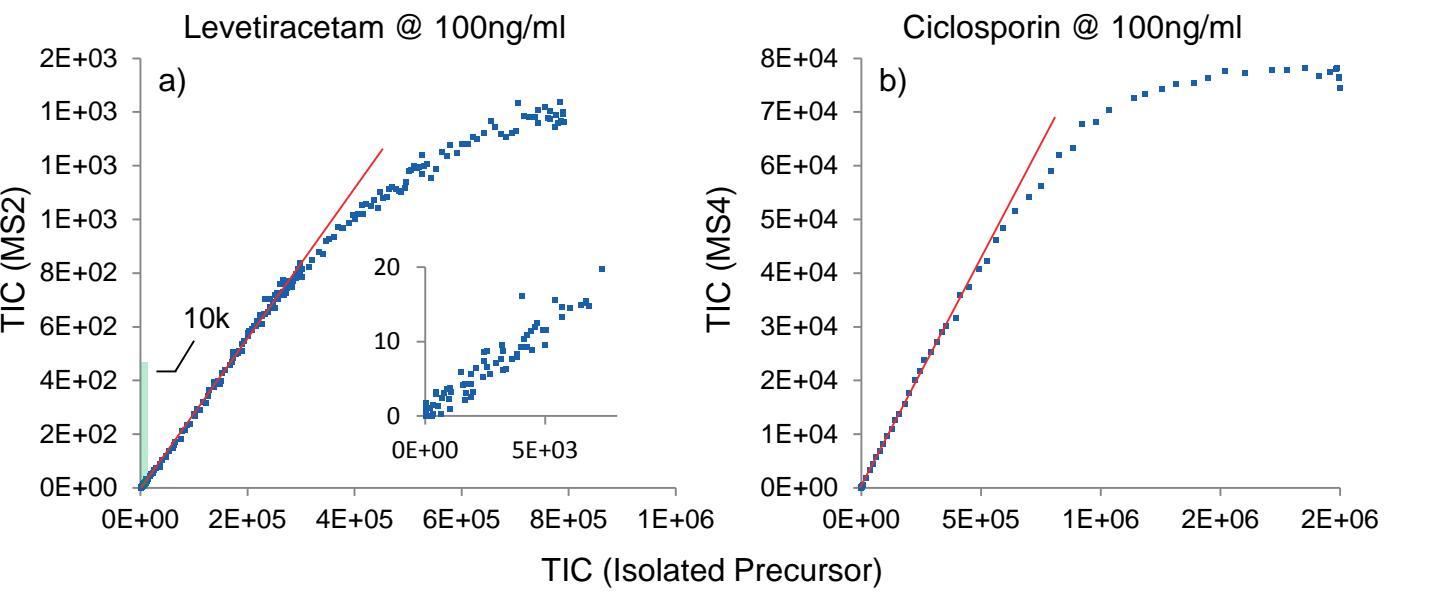 Levetiracetam @ 100ng/ml
a)
TIC (MS2)
2E+03
1E+03
1E+03
1E+03
8E+02
6E+02
4E+02
2E+02
0E+00
10k
20
10
0
0E+00 5E+03
0E+00 2E+05 4E+05 6E+05 8E+05 1E+06
Ciclosporin @ 100ng/ml
b)
TIC (MS4)
8E+04
7E+04
6E+04
5E+04
4E+04
3E+04
2E+04
1E+04
0E+00
0E+00 5E+05 1E+06 2E+06 2E+06
TIC (Isolated Precursor)